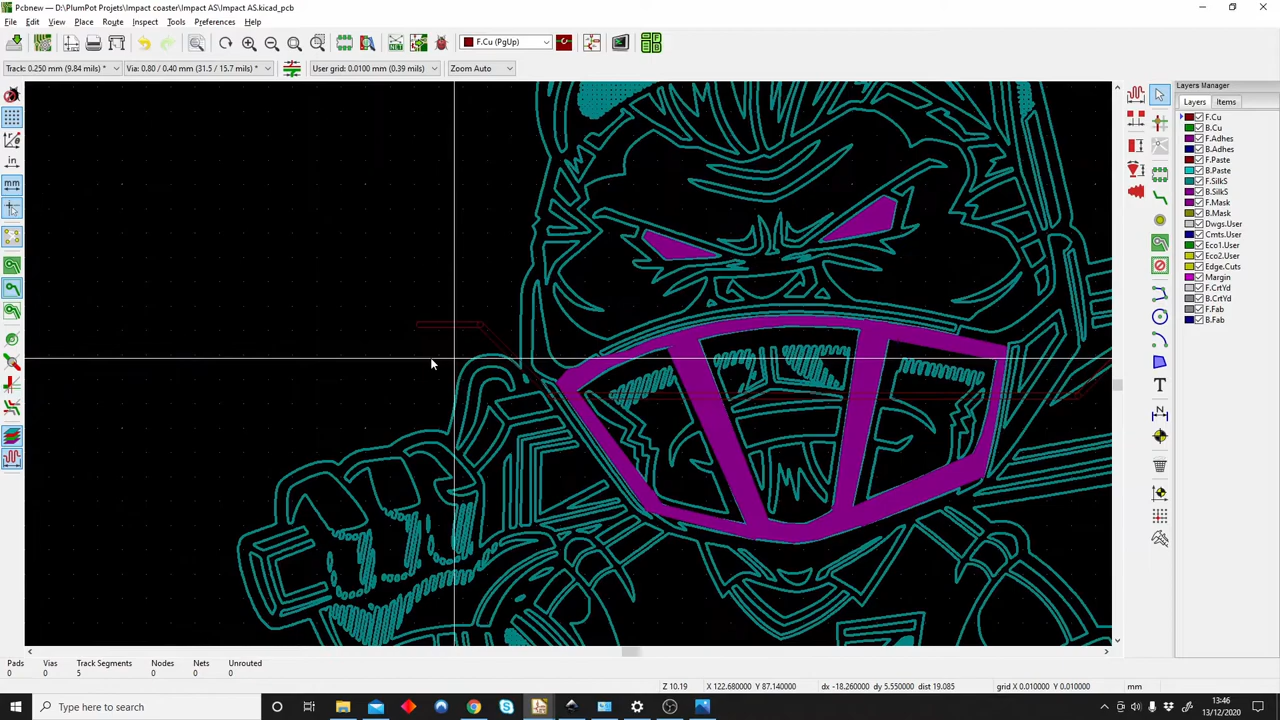 Pcbnew — D:\PlumPot Projets\Impact coaster\Impact AS\Impact AS.kicad_pcb
File Edit View Place Route Inspect Tools Preferences Help
F.Cu (PgUp)
Track: 0.250 mm (9.84 mils) *
Via: 0.80 / 0.40 mm (31.5 / 15.7 mils) *
User grid: 0.0100 mm (0.39 mils)
Zoom Auto
in
mm
Layers Manager
Layers Items
F.Cu
B.Cu
F.Adhes
B.Adhes
F.Paste
B.Paste
F.SilkS
B.SilkS
F.Mask
B.Mask
Dwgs.User
Cmts.User
Eco1.User
Eco2.User
Edge.Cuts
Margin
F.CrtYd
B.CrtYd
F.Fab
B.Fab
Pads Vias Track Segments Nodes Nets Unrouted
0 0 5 0 0 0
Z 10.19 X 122.680000 Y 87.140000 dx -18.260000 dy 5.550000 dist 19.085 grid X 0.010000 Y 0.010000 mm
Type here to search
13:46
13/12/2020